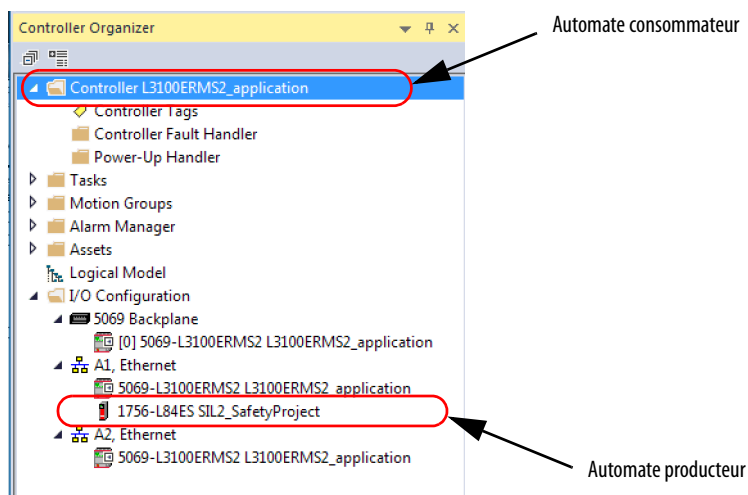 Controller Organizer
Automate consommateur
Controller L3100ERMS2_application
Controller Tags
Controller Fault Handler
Power-Up Handler
Tasks
Motion Groups
Alarm Manager
Assets
Logical Model
I/O Configuration
5069 Backplane
[0] 5069-L3100ERMS2 L3100ERMS2_application
A1, Ethernet
5069-L3100ERMS2 L3100ERMS2_application
1756-L84ES SIL2_SafetyProject
A2, Ethernet
5069-L3100ERMS2 L3100ERMS2_application
Automate producteur